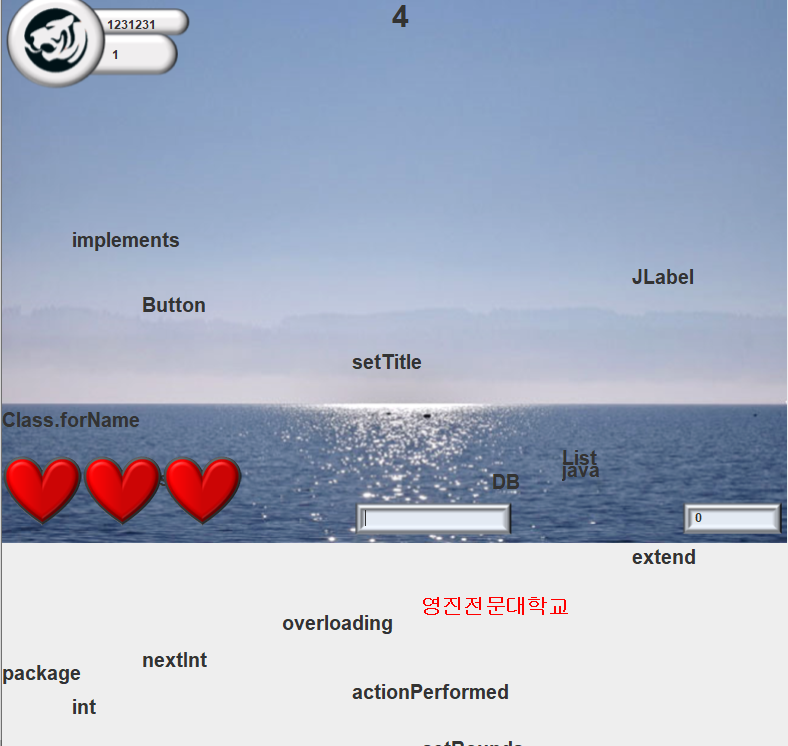 1231231
4
1
implements
JLabel
Button
setTitle
Class.forName
List
java
DB
0
extend
영진전문대학교
overloading
nextInt
package
actionPerformed
int
setBounds